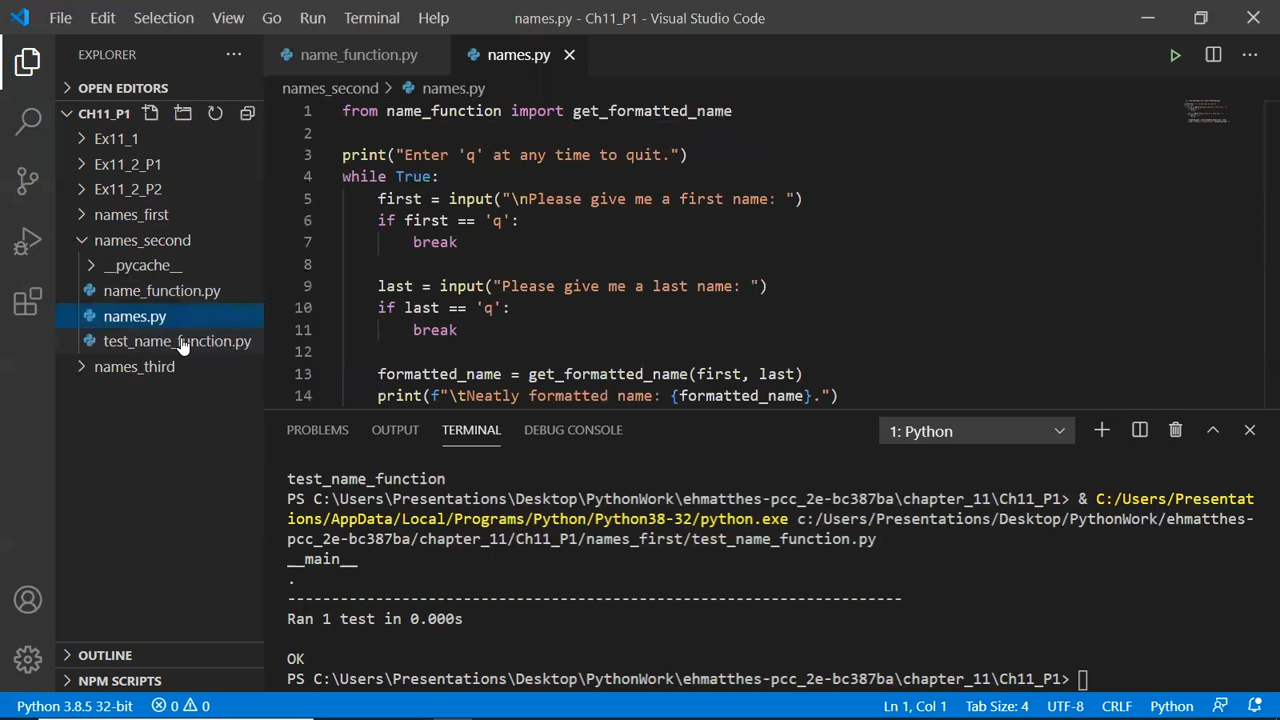 File Edit Selection View Go Run Terminal Help names.py - Ch11_P1 - Visual Studio Code
EXPLORER
OPEN EDITORS
CH11_P1
Ex11_1
Ex11_2_P1
Ex11_2_P2
names_first
names_second
__pycache__
name_function.py
names.py
test_name_function.py
names_third
OUTLINE
NPM SCRIPTS
name_function.py names.py
names_second > names.py
1 from name_function import get_formatted_name
2
3 print("Enter 'q' at any time to quit.")
4 while True:
5 first = input("\nPlease give me a first name: ")
6 if first == 'q':
7 break
8
9 last = input("Please give me a last name: ")
10 if last == 'q':
11 break
12
13 formatted_name = get_formatted_name(first, last)
14 print(f"\tNeatly formatted name: {formatted_name}.")
PROBLEMS OUTPUT TERMINAL DEBUG CONSOLE 1: Python
test_name_function
PS C:\Users\Presentations\Desktop\PythonWork\ehmatthes-pcc_2e-bc387ba\chapter_11\Ch11_P1> & C:/Users/Presentat
ions/AppData/Local/Programs/Python/Python38-32/python.exe c:/Users/Presentations/Desktop/PythonWork/ehmatthes-
pcc_2e-bc387ba/chapter_11/Ch11_P1/names_first/test_name_function.py
__main__
.
----------------------------------------------------------------------
Ran 1 test in 0.000s
OK
PS C:\Users\Presentations\Desktop\PythonWork\ehmatthes-pcc_2e-bc387ba\chapter_11\Ch11_P1>
Python 3.8.5 32-bit 0 0 Ln 1, Col 1 Tab Size: 4 UTF-8 CRLF Python